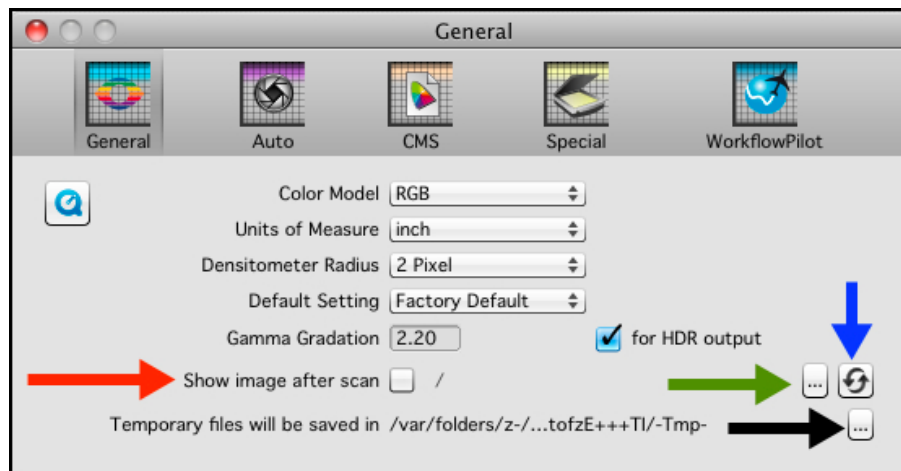 General
General Auto CMS Special WorkflowPilot
Color Model RGB
Units of Measure inch
Densitometer Radius 2 Pixel
Default Setting Factory Default
Gamma Gradation 2.20 for HDR output
Show image after scan / ...
Temporary files will be saved in /var/folders/z-/...tofzE+++TI/-Tmp- ...